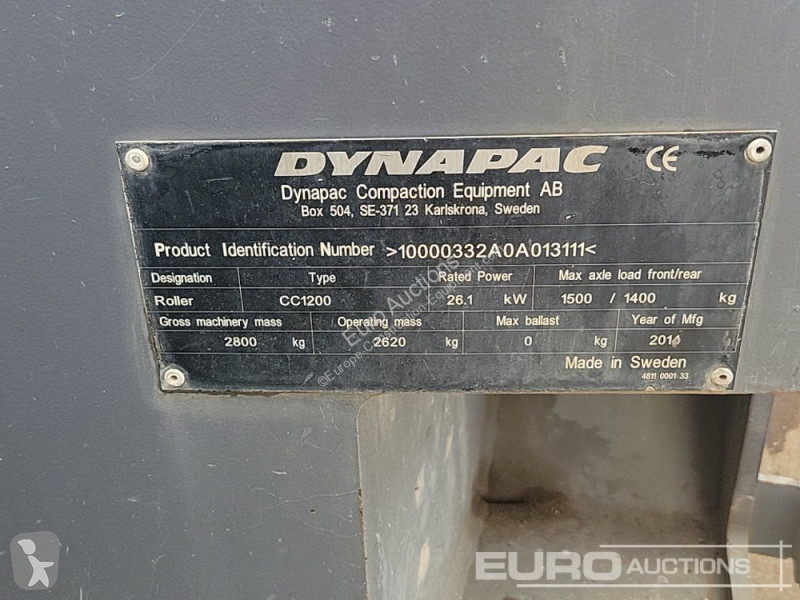 DYNAPAC CE
Dynapac Compaction Equipment AB
Box 504, SE-371 23 Karlskrona, Sweden
Product Identification Number >10000332A0A013111<
Designation Type Rated Power Max axle load front/rear
Roller CC1200 26.1 kW 1500 / 1400 kg
Gross machinery mass Operating mass Max ballast Year of Mfg
2800 kg 2620 kg 0 kg
Made in Sweden
4811 0001 33
Euro Auctions
EURO AUCTIONS